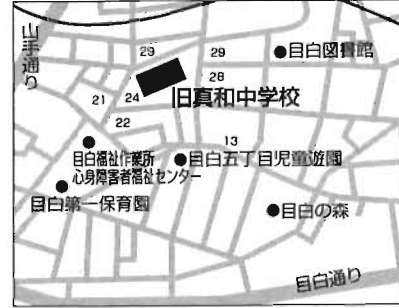 山手通り
29
29
目白図書館
28
21
24
旧真和中学校
22
13
目白福祉作業所
心身障害者福祉センター
目白五丁目児童遊園
目白第一保育園
目白の森
目白通り